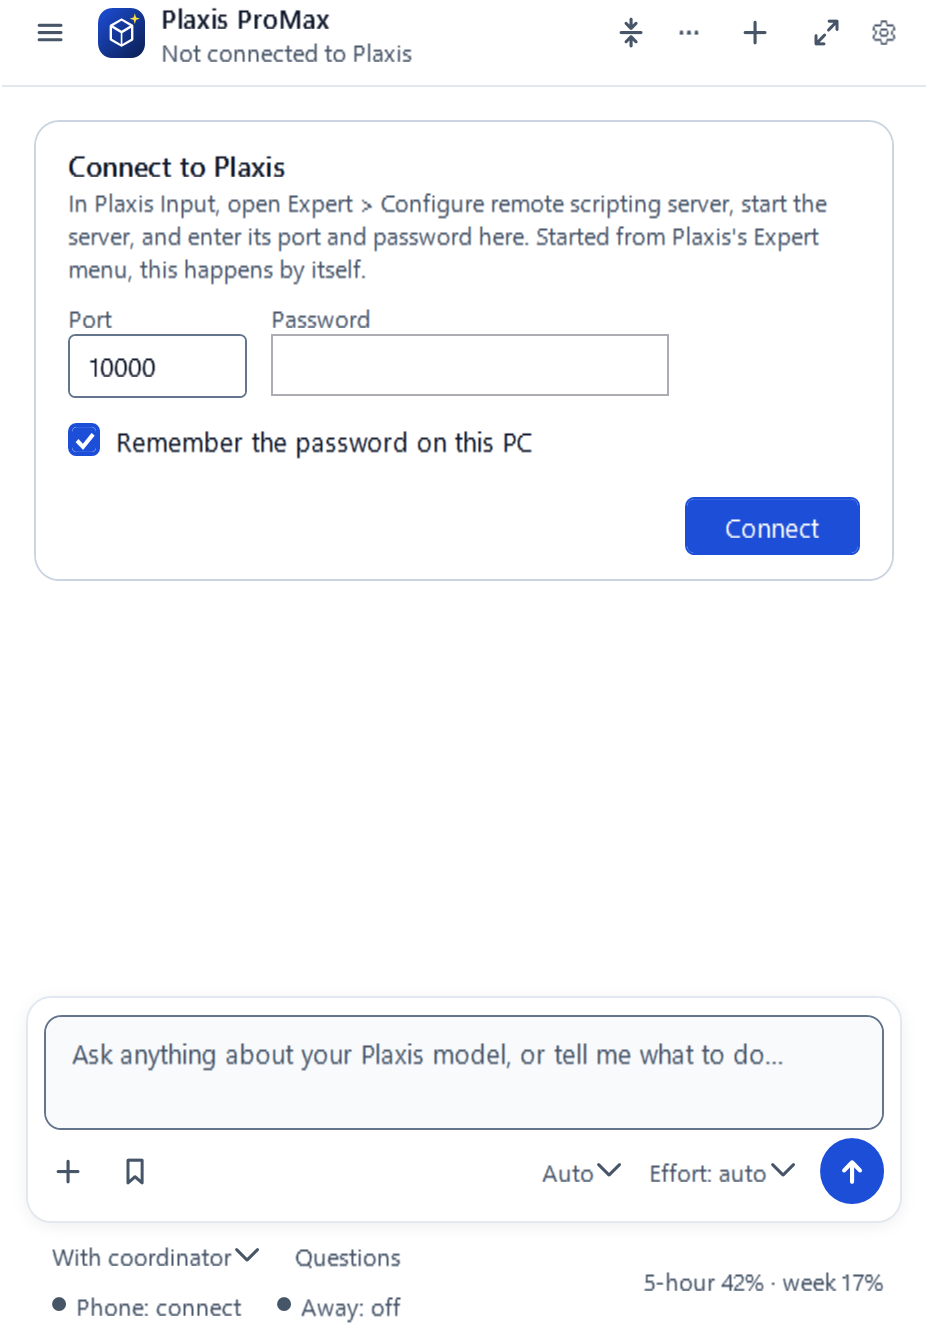 Plaxis ProMax
Not connected to Plaxis
Connect to Plaxis
In Plaxis Input, open Expert > Configure remote scripting server, start the
server, and enter its port and password here. Started from Plaxis's Expert
menu, this happens by itself.
Port Password
10000
Remember the password on this PC
Connect
Ask anything about your Plaxis model, or tell me what to do...
Auto Effort: auto
With coordinator Questions
5-hour 42% · week 17%
Phone: connect Away: off